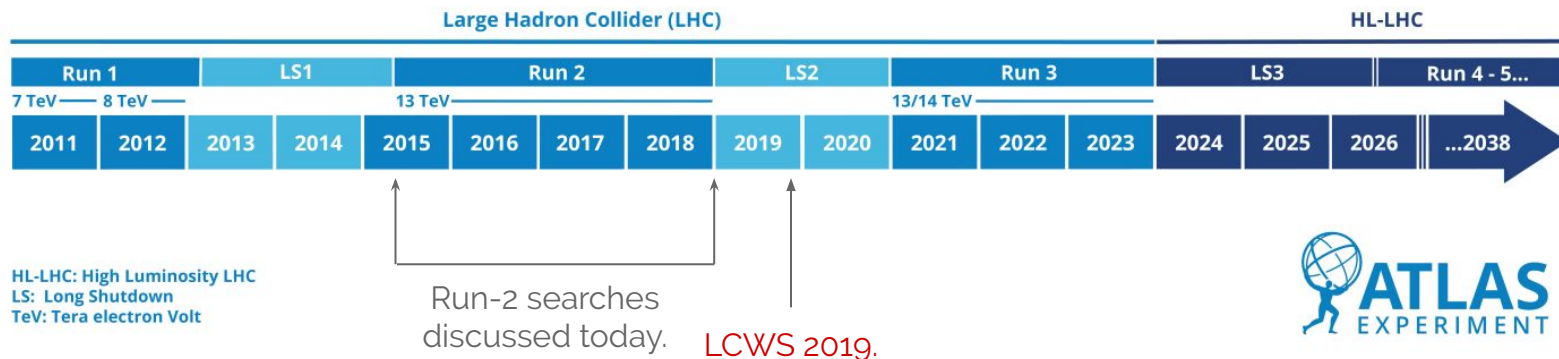 Large Hadron Collider (LHC) HL-LHC
Run 1 LS1 Run 2 LS2 Run 3 LS3 Run 4 - 5...
7 TeV 8 TeV 13 TeV 13/14 TeV
2011 2012 2013 2014 2015 2016 2017 2018 2019 2020 2021 2022 2023 2024 2025 2026 ...2038
HL-LHC: High Luminosity LHC
LS: Long Shutdown
TeV: Tera electron Volt
Run-2 searches
discussed today.
LCWS 2019.
ATLAS
EXPERIMENT